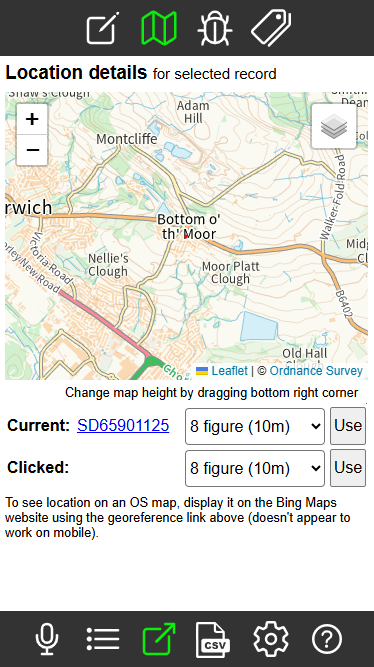 Location details for selected record
Shaw's Clough
Adam
Hill
Smithi
Dean
+
−
Montcliffe
Walker-Fold-Road
rwich
Bottom o'
th' Moor
Victoria-Road
Nellie's
Clough
Moor Platt
Clough
Midg
orley-New-Road
B6402
Old Hall
Clough
Cho
Leaflet | © Ordnance Survey
Change map height by dragging bottom right corner
Current: SD65901125 8 figure (10m) Use
Clicked: 8 figure (10m) Use
To see location on an OS map, display it on the Bing Maps
website using the georeference link above (doesn't appear to
work on mobile).
CSV